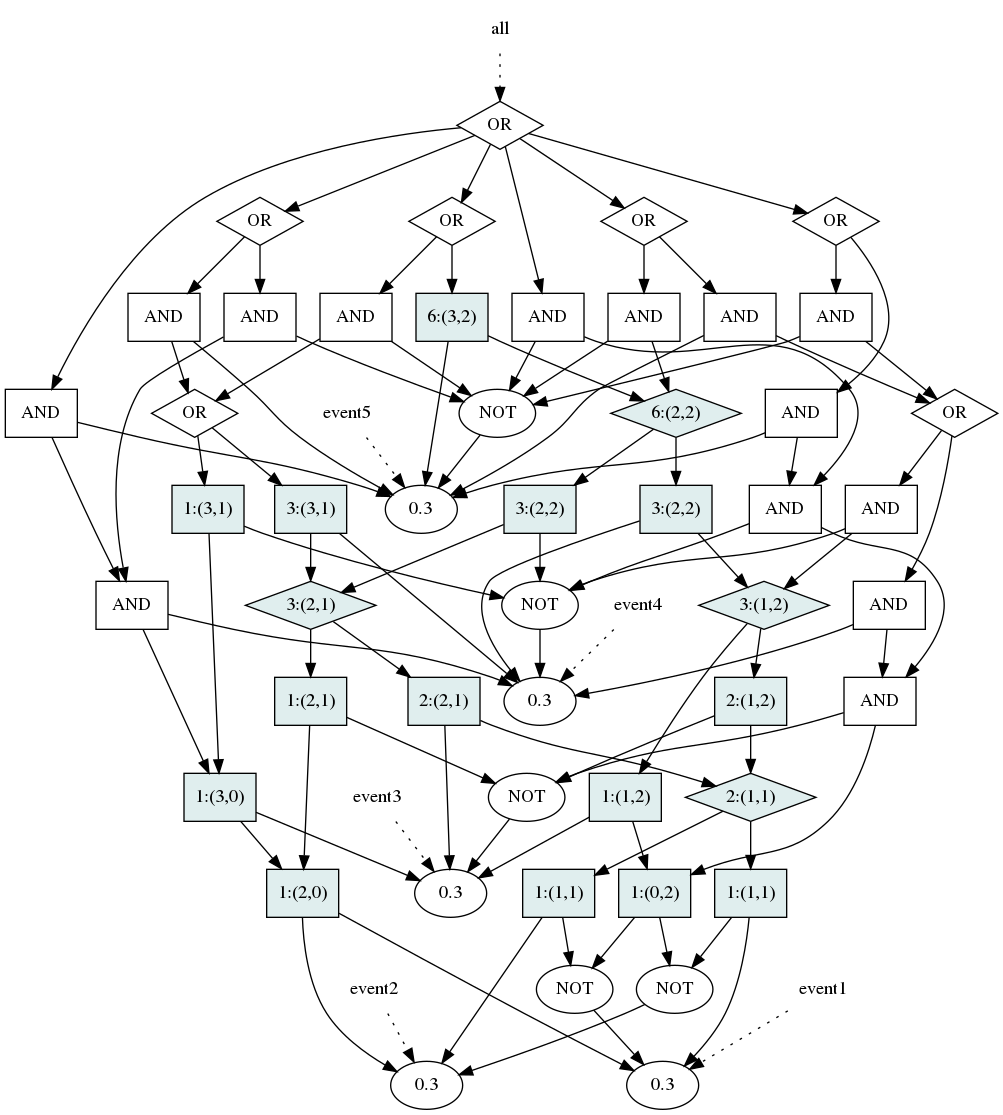 all
OR
OR
OR
OR
OR
AND
AND
AND
6:(3,2)
AND
AND
AND
AND
AND
OR
event5
NOT
6:(2,2)
AND
OR
1:(3,1)
3:(3,1)
0.3
3:(2,2)
3:(2,2)
AND
AND
AND
3:(2,1)
NOT
event4
3:(1,2)
AND
1:(2,1)
2:(2,1)
0.3
2:(1,2)
AND
1:(3,0)
event3
NOT
1:(1,2)
2:(1,1)
1:(2,0)
0.3
1:(1,1)
1:(0,2)
1:(1,1)
event2
NOT
NOT
event1
0.3
0.3